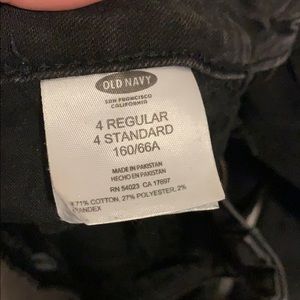 OLD NAVY
SAN FRANCISCO
CALIFORNIA
4 REGULAR
4 STANDARD
160/66A
MADE IN PAKISTAN
HECHO EN PAKISTAN
RN 54023 CA 17897
71% COTTON, 27% POLYESTER, 2%